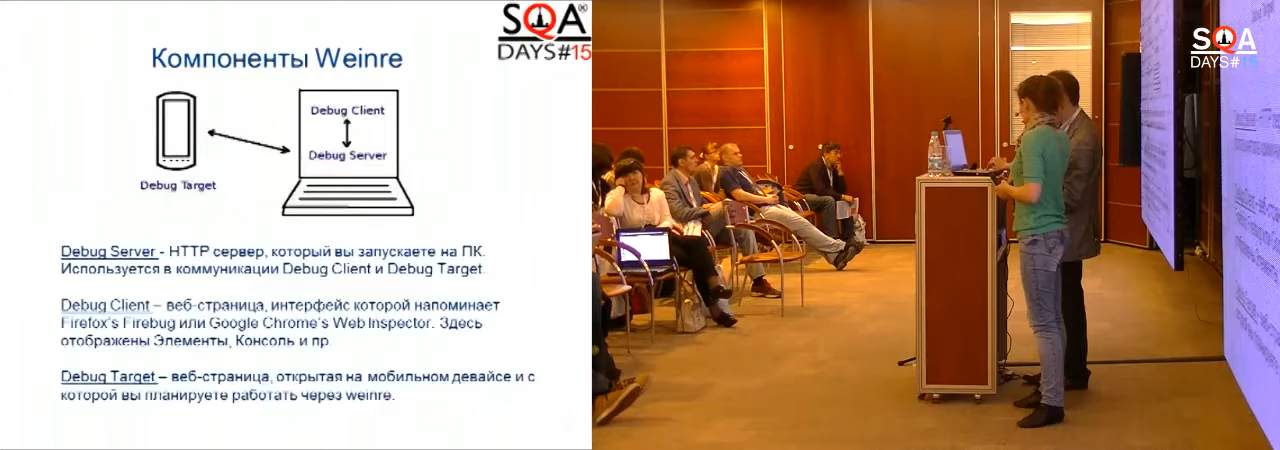 SQA
DAYS#15
Компоненты Weinre
Debug Client
Debug Server
Debug Target
Debug Server - HTTP сервер, который вы запускаете на ПК.
Используется в коммуникации Debug Client и Debug Target.
Debug Client – веб-страница, интерфейс которой напоминает
Firefox's Firebug или Google Chrome's Web Inspector. Здесь
отображены Элементы, Консоль и пр.
Debug Target – веб-страница, открытая на мобильном девайсе и с
которой вы планируете работать через weinre.
SQA
DAYS#15